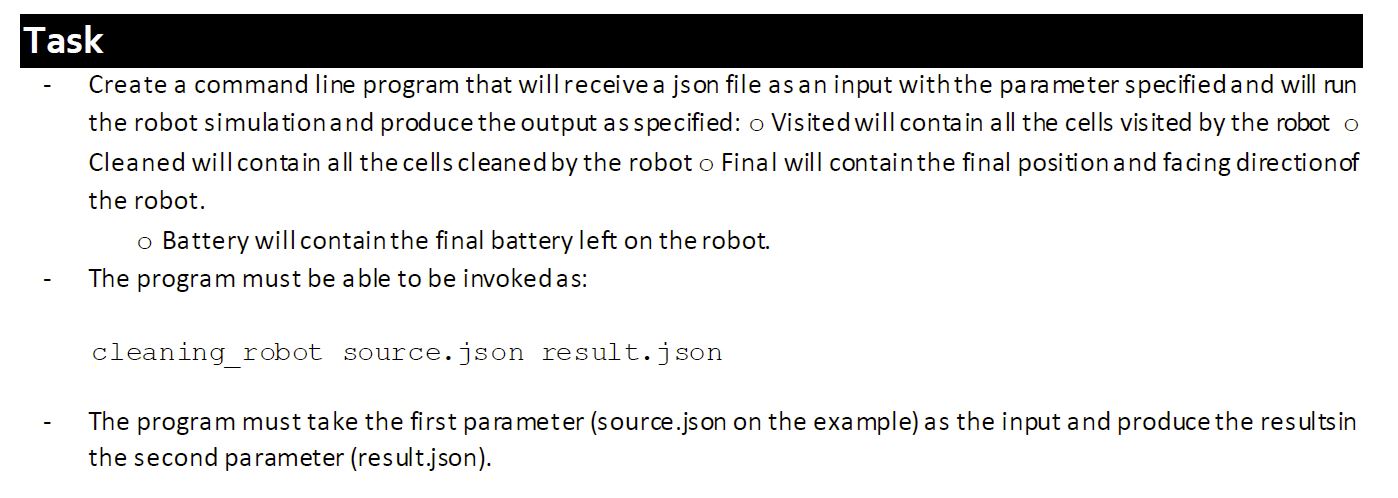 Task
- Create a command line program that will receive a json file as an input with the parameter specified and will run
the robot simulation and produce the output as specified: o Visited will contain all the cells visited by the robot o
Cleaned will contain all the cells cleaned by the robot o Final will contain the final position and facing direction of
the robot.
o Battery will contain the final battery left on the robot.
- The program must be able to be invoked as:
cleaning_robot source.json result.json
- The program must take the first parameter (source.json on the example) as the input and produce the results in
the second parameter (result.json).